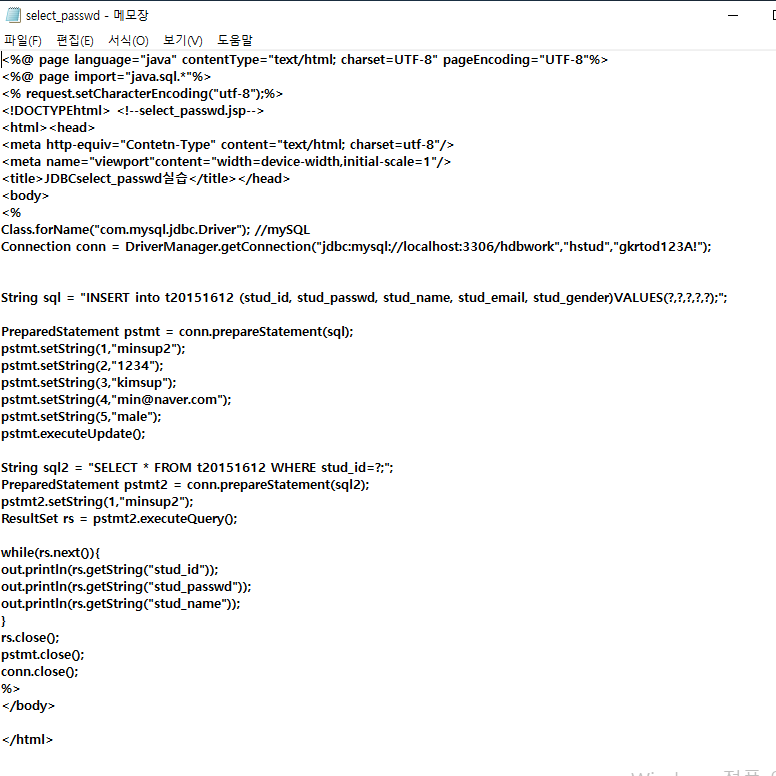 select_passwd - 메모장
파일(F) 편집(E) 서식(O) 보기(V) 도움말
<%@ page language="java" contentType="text/html; charset=UTF-8" pageEncoding="UTF-8"%>
<%@ page import="java.sql.*"%>
<% request.setCharacterEncoding("utf-8");%>
<!DOCTYPEhtml> <!--select_passwd.jsp-->
<html><head>
<meta http-equiv="Contetn-Type" content="text/html; charset=utf-8"/>
<meta name="viewport"content="width=device-width,initial-scale=1"/>
<title>JDBCselect_passwd실습</title></head>
<body>
<%
Class.forName("com.mysql.jdbc.Driver"); //mySQL
Connection conn = DriverManager.getConnection("jdbc:mysql://localhost:3306/hdbwork","hstud","gkrtod123A!");
String sql = "INSERT into t20151612 (stud_id, stud_passwd, stud_name, stud_email, stud_gender)VALUES(?,?,?,?,?);";
PreparedStatement pstmt = conn.prepareStatement(sql);
pstmt.setString(1,"minsup2");
pstmt.setString(2,"1234");
pstmt.setString(3,"kimsup");
pstmt.setString(4,"min@naver.com");
pstmt.setString(5,"male");
pstmt.executeUpdate();
String sql2 = "SELECT * FROM t20151612 WHERE stud_id=?;";
PreparedStatement pstmt2 = conn.prepareStatement(sql2);
pstmt2.setString(1,"minsup2");
ResultSet rs = pstmt2.executeQuery();
while(rs.next()){
out.println(rs.getString("stud_id"));
out.println(rs.getString("stud_passwd"));
out.println(rs.getString("stud_name"));
}
rs.close();
pstmt.close();
conn.close();
%>
</body>
</html>